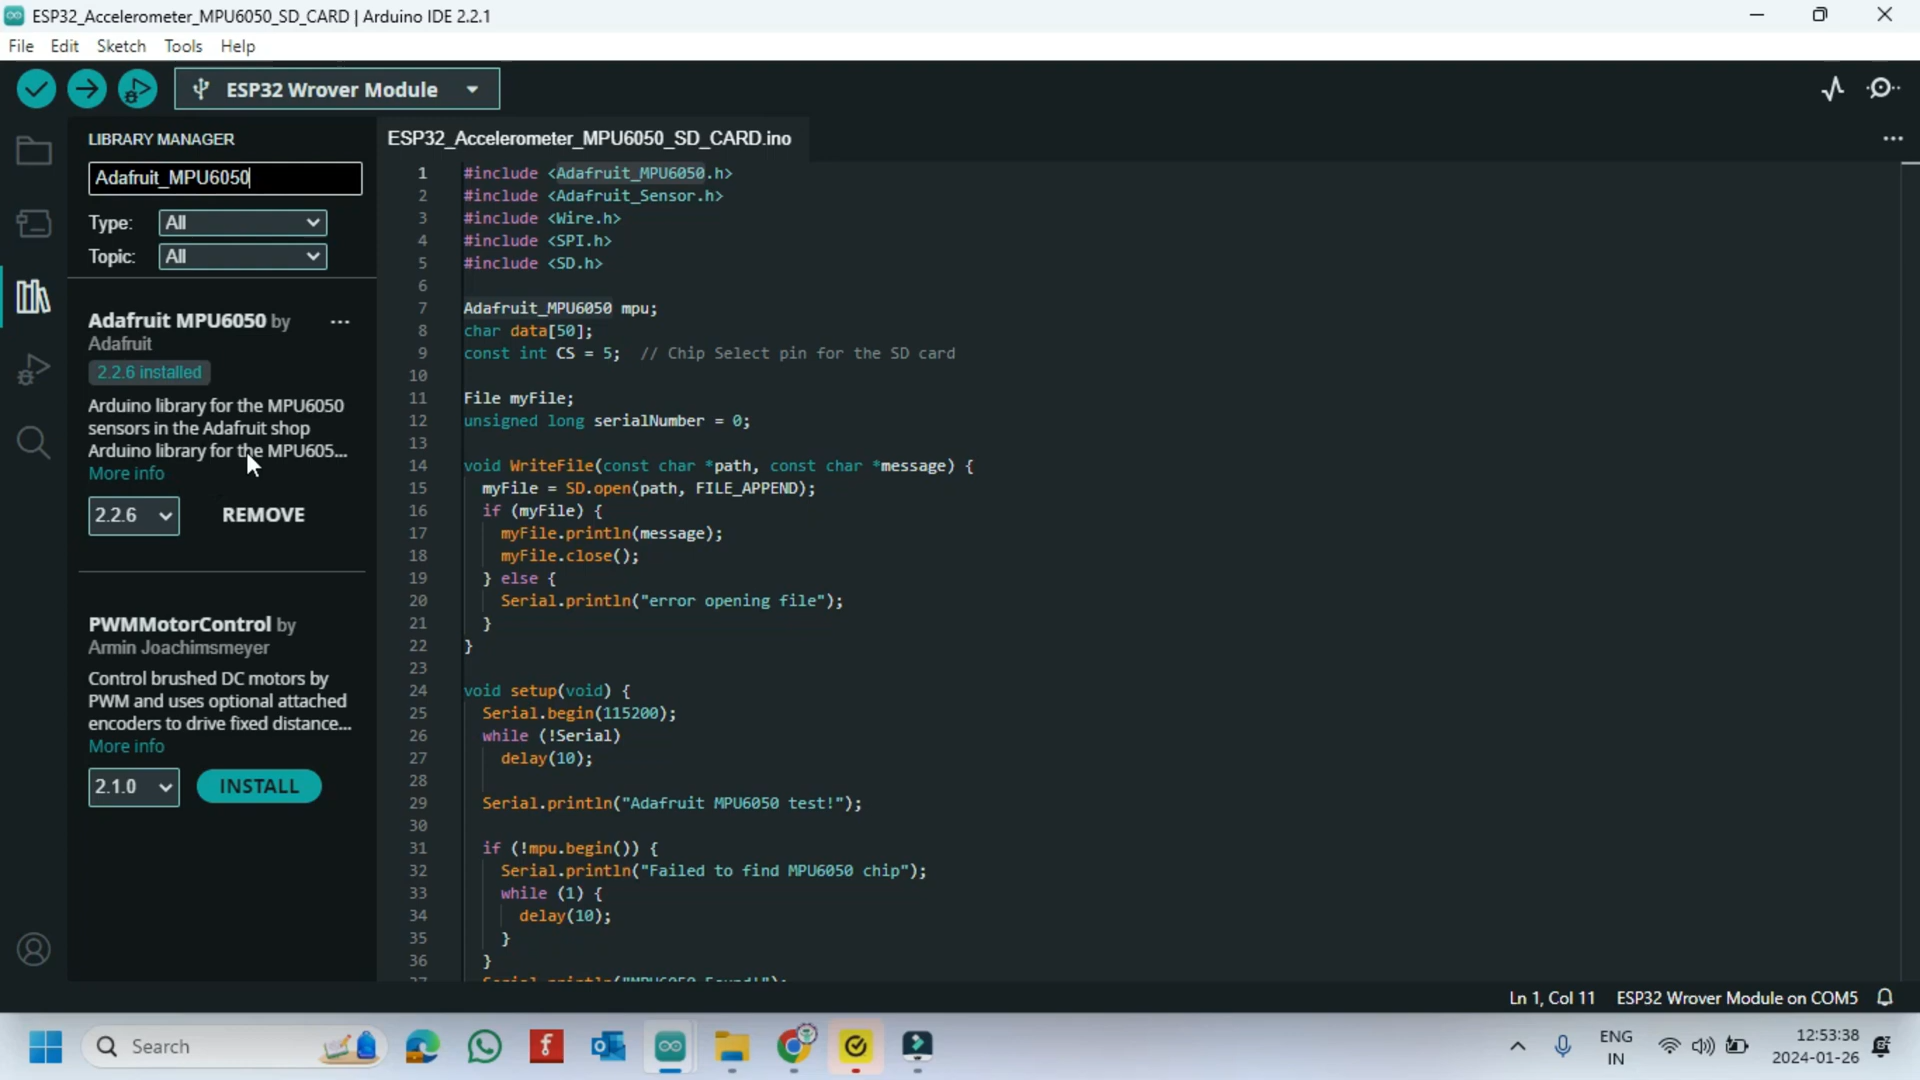 ESP32_Accelerometer_MPU6050_SD_CARD | Arduino IDE 2.2.1
File Edit Sketch Tools Help
ESP32 Wrover Module
LIBRARY MANAGER
Adafruit_MPU6050
Type: All
Topic: All
Adafruit MPU6050 by
Adafruit
2.2.6 installed
Arduino library for the MPU6050
sensors in the Adafruit shop
Arduino library for the MPU605...
More info
2.2.6 REMOVE
PWMMotorControl by
Armin Joachimsmeyer
Control brushed DC motors by
PWM and uses optional attached
encoders to drive fixed distance...
More info
2.1.0 INSTALL
ESP32_Accelerometer_MPU6050_SD_CARD.ino
1 #include <Adafruit_MPU6050.h>
2 #include <Adafruit_Sensor.h>
3 #include <Wire.h>
4 #include <SPI.h>
5 #include <SD.h>
6
7 Adafruit_MPU6050 mpu;
8 char data[50];
9 const int CS = 5;  // Chip Select pin for the SD card
10
11 File myFile;
12 unsigned long serialNumber = 0;
13
14 void WriteFile(const char *path, const char *message) {
15 myFile = SD.open(path, FILE_APPEND);
16 if (myFile) {
17 myFile.println(message);
18 myFile.close();
19 } else {
20 Serial.println("error opening file");
21 }
22 }
23
24 void setup(void) {
25 Serial.begin(115200);
26 while (!Serial)
27 delay(10);
28
29 Serial.println("Adafruit MPU6050 test!");
30
31 if (!mpu.begin()) {
32 Serial.println("Failed to find MPU6050 chip");
33 while (1) {
34 delay(10);
35 }
36 }
37 Serial.println("MPU6050 Found!");
Ln 1, Col 11 ESP32 Wrover Module on COM5
Search
ENG
IN
12:53:38
2024-01-26